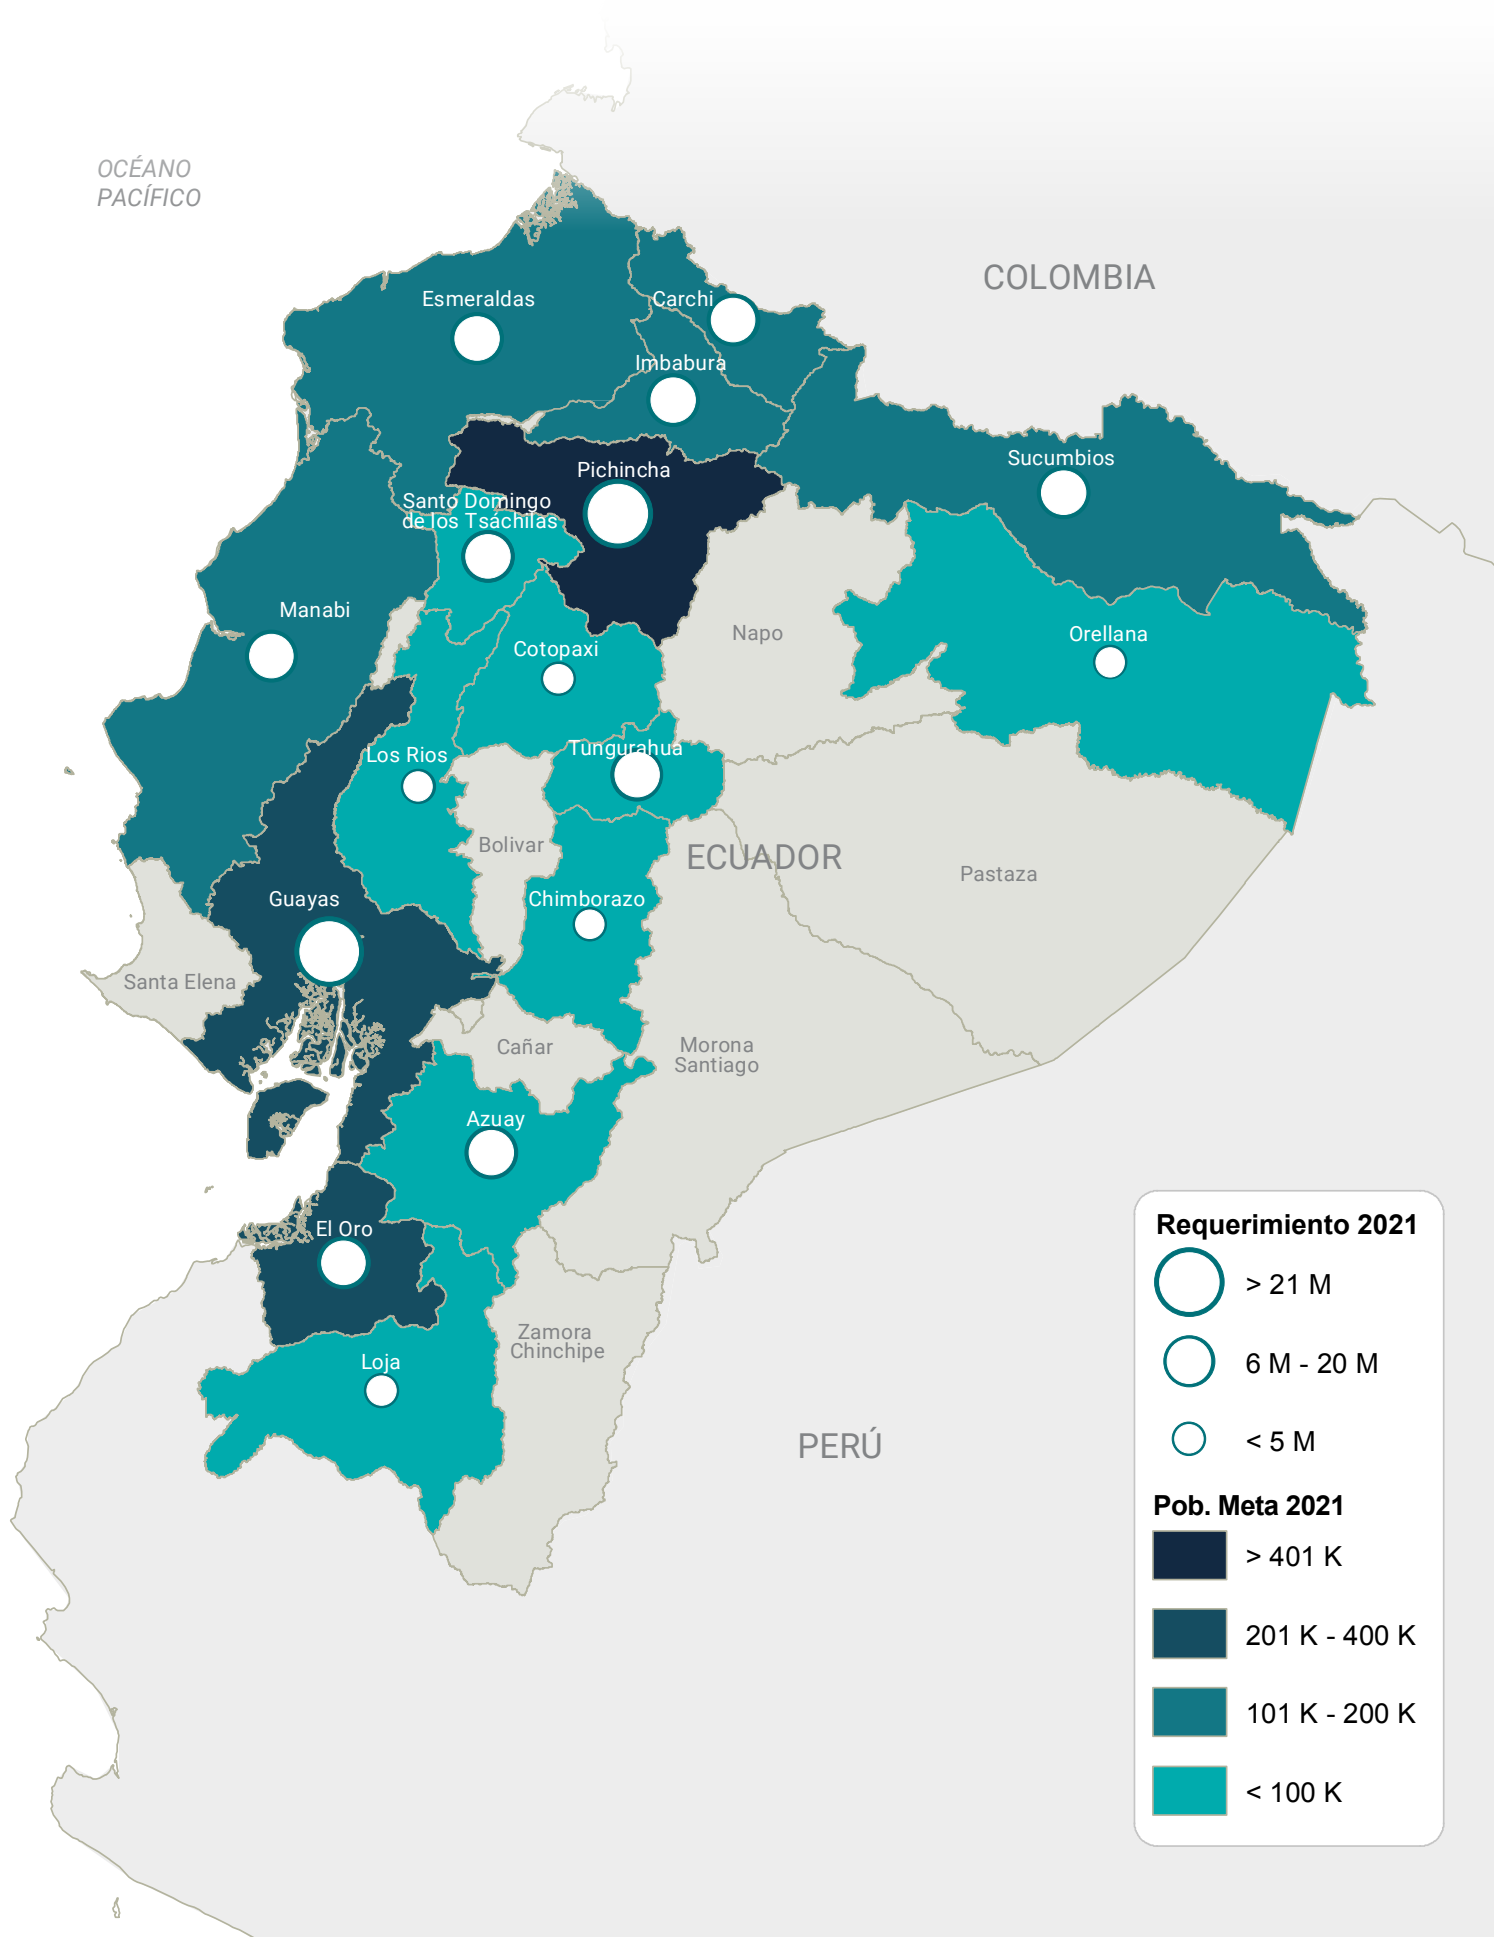 OCÉANO
PACÍFICO
COLOMBIA
Esmeraldas
Carchi
Imbabura
Sucumbios
Pichincha
Santo Domingo
de los Tsáchilas
Manabi
Napo
Orellana
Cotopaxi
Tungurahua
Los Rios
Bolivar
ECUADOR
Pastaza
Guayas
Chimborazo
Santa Elena
Cañar
Morona
Santiago
Azuay
El Oro
Zamora
Chinchipe
Loja
PERÚ
Requerimiento 2021
> 21 M
6 M - 20 M
< 5 M
Pob. Meta 2021
> 401 K
201 K - 400 K
101 K - 200 K
< 100 K